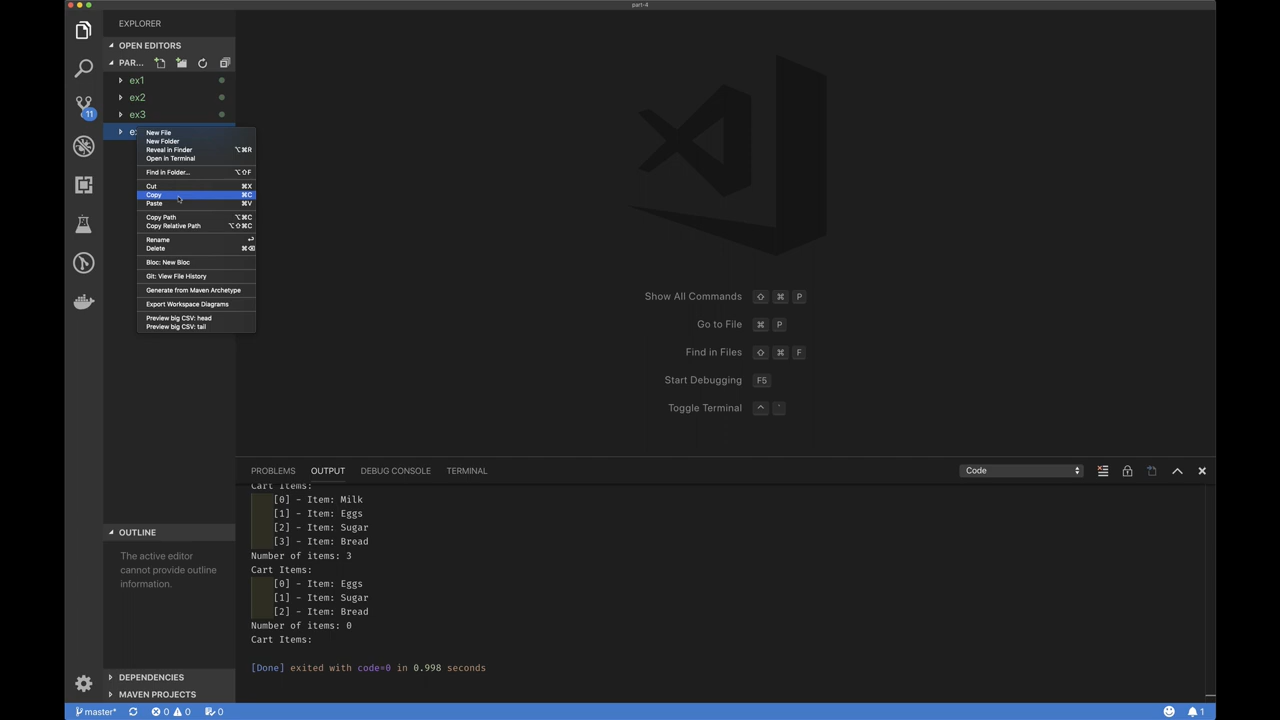 part-4
EXPLORER
OPEN EDITORS
PAR...
ex1
ex2
11
ex3
e
New File
New Folder
Reveal in Finder ⌥⌘R
Open in Terminal
Find in Folder... ⌥⇧F
Cut ⌘X
Copy ⌘C
Paste ⌘V
Copy Path ⌥⌘C
Copy Relative Path ⌥⇧⌘C
Rename ↵
Delete ⌘⌫
Bloc: New Bloc
Git: View File History
Generate from Maven Archetype
Export Workspace Diagrams
Preview big CSV: head
Preview big CSV: tail
Show All Commands ⇧ ⌘ P
Go to File ⌘ P
Find in Files ⇧ ⌘ F
Start Debugging F5
Toggle Terminal ^ `
PROBLEMS OUTPUT DEBUG CONSOLE TERMINAL Code
Cart Items:
[0] - Item: Milk
[1] - Item: Eggs
[2] - Item: Sugar
[3] - Item: Bread
Number of items: 3
Cart Items:
[0] - Item: Eggs
[1] - Item: Sugar
[2] - Item: Bread
Number of items: 0
Cart Items:
[Done] exited with code=0 in 0.998 seconds
OUTLINE
The active editor
cannot provide outline
information.
DEPENDENCIES
MAVEN PROJECTS
master* 0 0 0 1